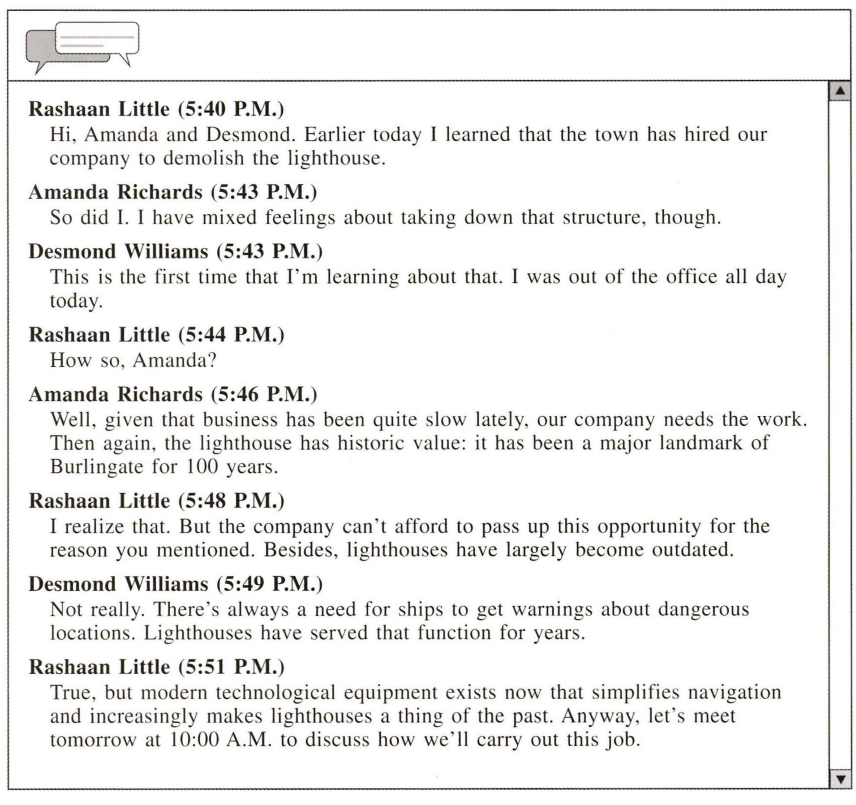 Rashaan Little (5:40 P.M.)
Hi, Amanda and Desmond. Earlier today I learned that the town has hired our
company to demolish the lighthouse.
Amanda Richards (5:43 P.M.)
So did I. I have mixed feelings about taking down that structure, though.
Desmond Williams (5:43 P.M.)
This is the first time that I'm learning about that. I was out of the office all day
today.
Rashaan Little (5:44 P.M.)
How so, Amanda?
Amanda Richards (5:46 P.M.)
Well, given that business has been quite slow lately, our company needs the work.
Then again, the lighthouse has historic value: it has been a major landmark of
Burlingate for 100 years.
Rashaan Little (5:48 P.M.)
I realize that. But the company can't afford to pass up this opportunity for the
reason you mentioned. Besides, lighthouses have largely become outdated.
Desmond Williams (5:49 P.M.)
Not really. There's always a need for ships to get warnings about dangerous
locations. Lighthouses have served that function for years.
Rashaan Little (5:51 P.M.)
True, but modern technological equipment exists now that simplifies navigation
and increasingly makes lighthouses a thing of the past. Anyway, let's meet
tomorrow at 10:00 A.M. to discuss how we'll carry out this job.